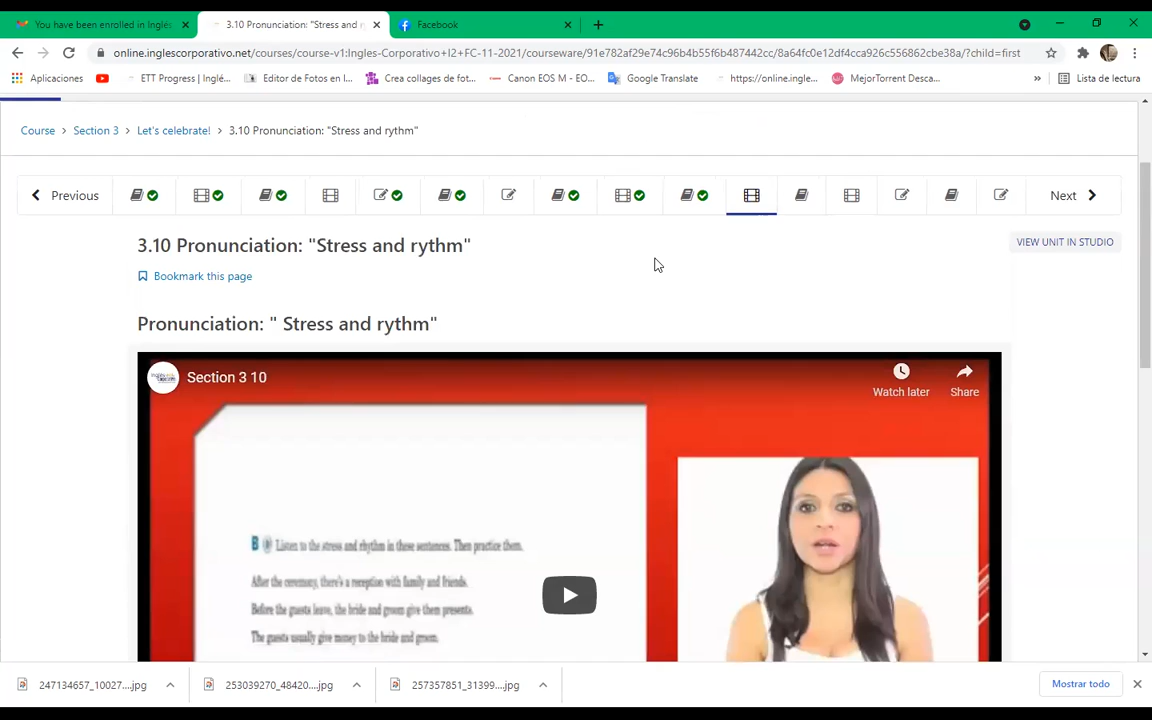 You have been enrolled in Ingles
3.10 Pronunciation: "Stress and r
Facebook
online.inglescorporativo.net/courses/course-v1:Ingles-Corporativo+I2+FC-11-2021/courseware/91e782af29e74c96b4b55f6b487442cc/8a64fc0e12df4cca926c556862cbe38a/?child=first
Aplicaciones
ETT Progress | Inglé...
Editor de Fotos en l...
Crea collages de fot...
Canon EOS M - EO...
Google Translate
https://online.ingle...
MejorTorrent Desca...
»
Lista de lectura
Course > Section 3 > Let's celebrate! > 3.10 Pronunciation: "Stress and rythm"
Previous
Next
3.10 Pronunciation: "Stress and rythm"
VIEW UNIT IN STUDIO
Bookmark this page
Pronunciation: " Stress and rythm"
Section 3 10
Watch later
Share
B Listen to the stress and rhythm in these sentences. Then practice them.
After the ceremony, there's a reception with family and friends.
Before the guests leave, the bride and groom give them presents.
The guests usually give money to the bride and groom.
247134657_10027....jpg
253039270_48420....jpg
257357851_31399....jpg
Mostrar todo